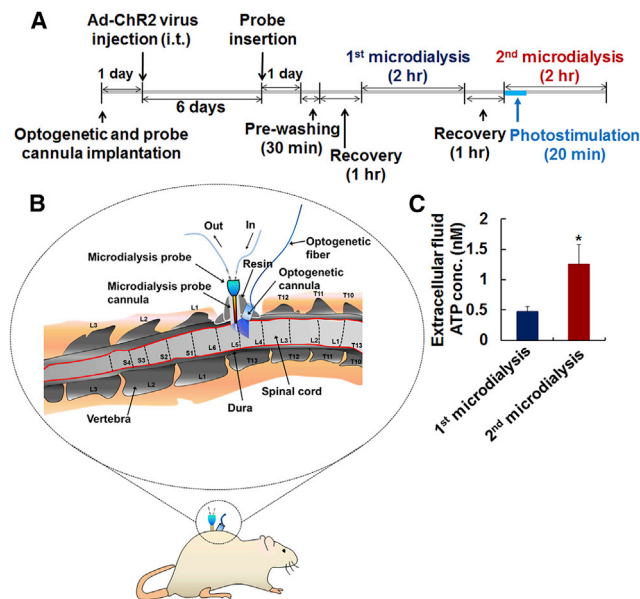 A
Ad-ChR2 virus
injection (i.t.)
Probe
insertion
1 day
1 day
1st microdialysis
(2 hr)
2nd microdialysis
(2 hr)
6 days
Optogenetic and probe
cannula implantation
Pre-washing
(30 min)
Recovery
(1 hr)
Recovery
(1 hr)
Photostimulation
(20 min)
B
Out
In
Optogenetic
fiber
Microdialysis probe
Resin
Microdialysis probe
cannula
Optogenetic
cannula
L3
L2
L1
T12
T11
T10
S4
S3
S2
S1
L6
L5
L4
L3
L2
L1
T13
L3
L2
L1
T13
T12
T11
T10
Vertebra
Dura
Spinal cord
C
Extracellular fluid
ATP conc. (nM)
2
1.5
1
0.5
0
*
1st microdialysis
2nd microdialysis